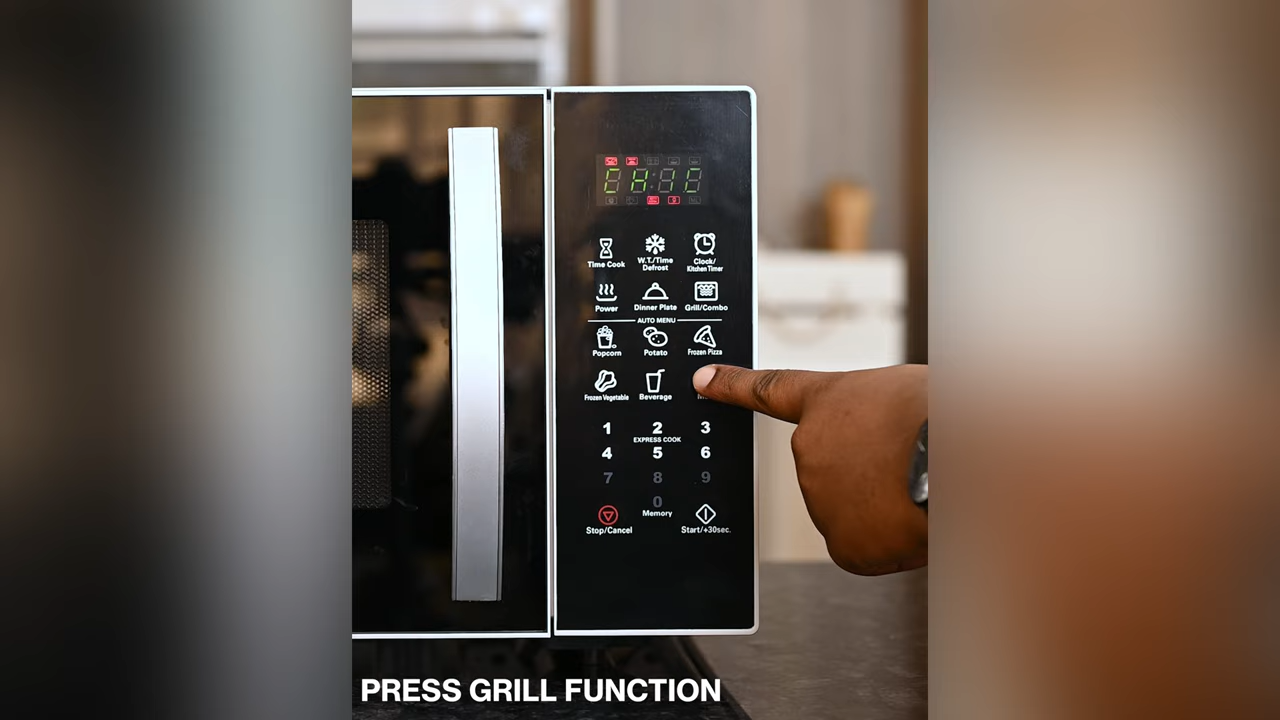 Time Cook
W.T./Time
Defrost
Clock/
Kitchen Timer
Power
Dinner Plate
Grill/Combo
AUTO MENU
Popcorn
Potato
Frozen Pizza
Frozen Vegetable
Beverage
1 2 3
EXPRESS COOK
4 5 6
7 8 9
0
Stop/Cancel
Memory
Start/+30sec.
PRESS GRILL FUNCTION